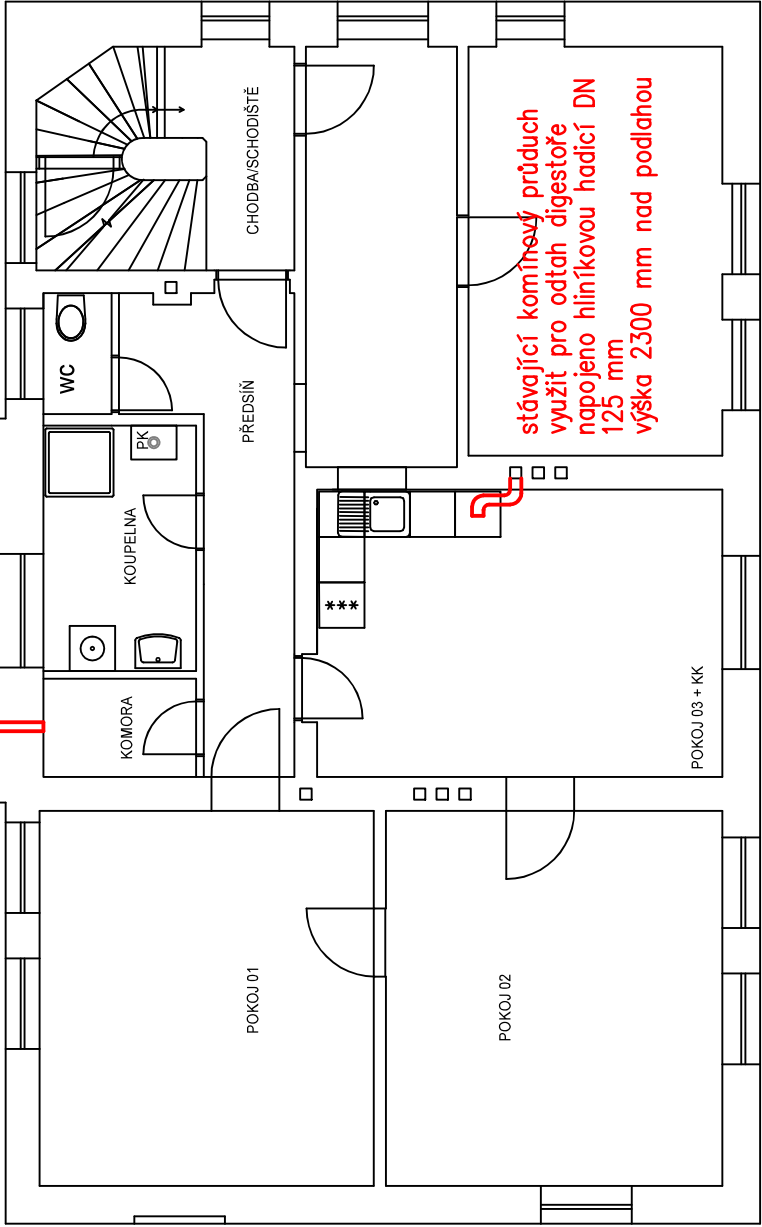 CHODBA/SCHODIŠTĚ
WC
PŘEDSÍŇ
PK
KOUPELNA
KOMORA
***
POKOJ 03 + KK
POKOJ 01
POKOJ 02
stávající komínový průduch
využit pro odtah digestoře
napojeno hliníkovou hadicí DN
125 mm
výška 2300 mm nad podlahou